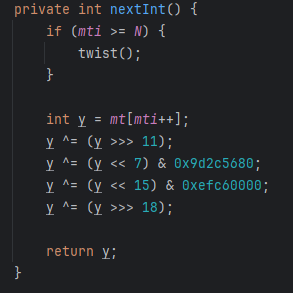 private int nextInt() {
    if (mti >= N) {
        twist();
    }

    int y = mt[mti++];
    y ^= (y >>> 11);
    y ^= (y << 7) & 0x9d2c5680;
    y ^= (y << 15) & 0xefc60000;
    y ^= (y >>> 18);

    return y;
}